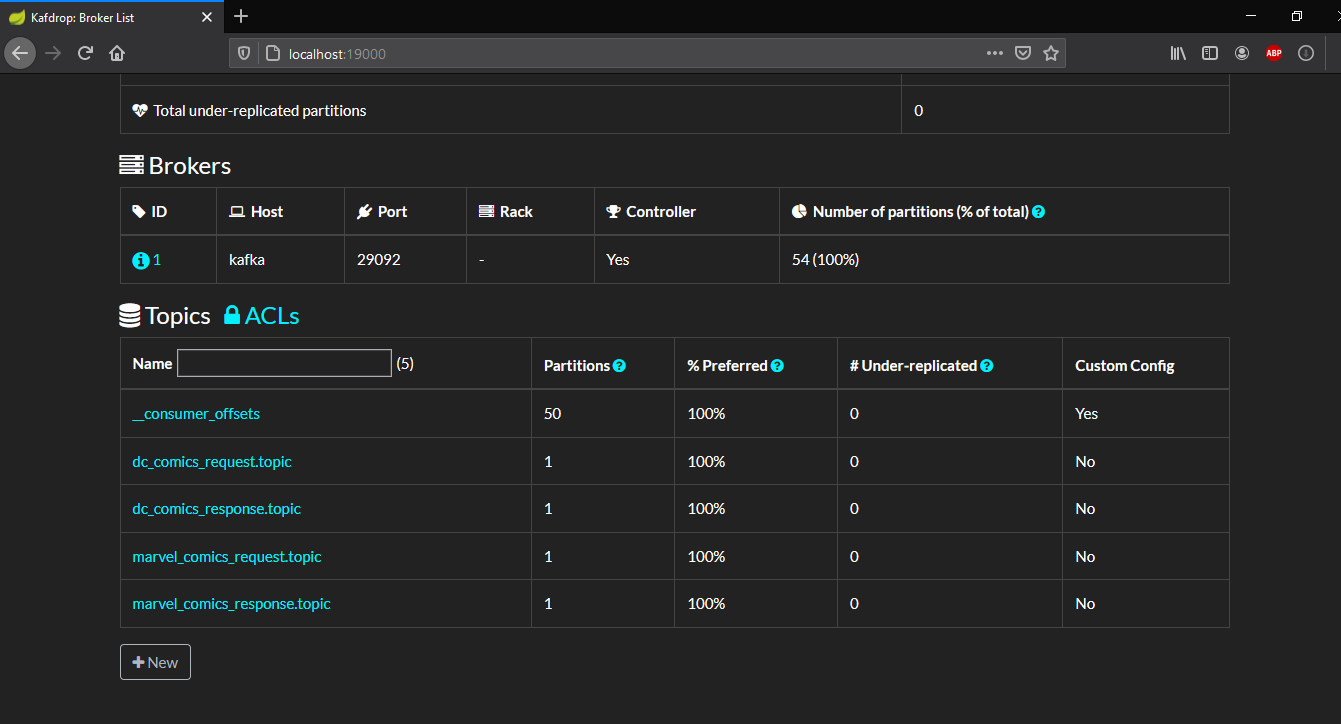 Kafdrop: Broker List
localhost:19000
ABP
Total under-replicated partitions 0
Brokers
ID Host Port Rack Controller Number of partitions (% of total) ?
1 kafka 29092 - Yes 54 (100%)
Topics ACLs
Name (5) Partitions ? % Preferred ? # Under-replicated ? Custom Config
__consumer_offsets 50 100% 0 Yes
dc_comics_request.topic 1 100% 0 No
dc_comics_response.topic 1 100% 0 No
marvel_comics_request.topic 1 100% 0 No
marvel_comics_response.topic 1 100% 0 No
New